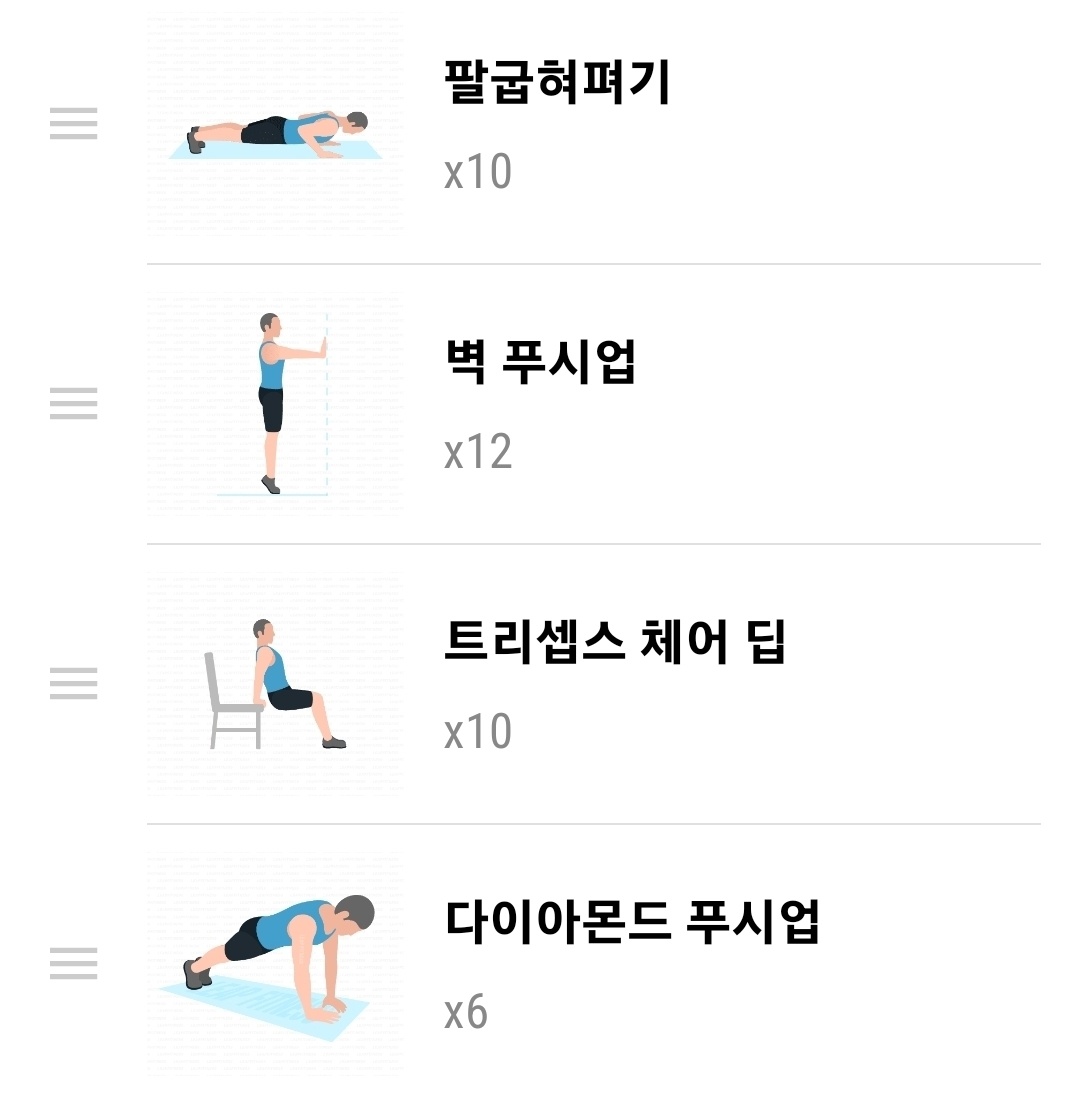 팔굽혀펴기
x10
벽 푸시업
x12
트리셉스 체어 딥
x10
다이아몬드 푸시업
x6